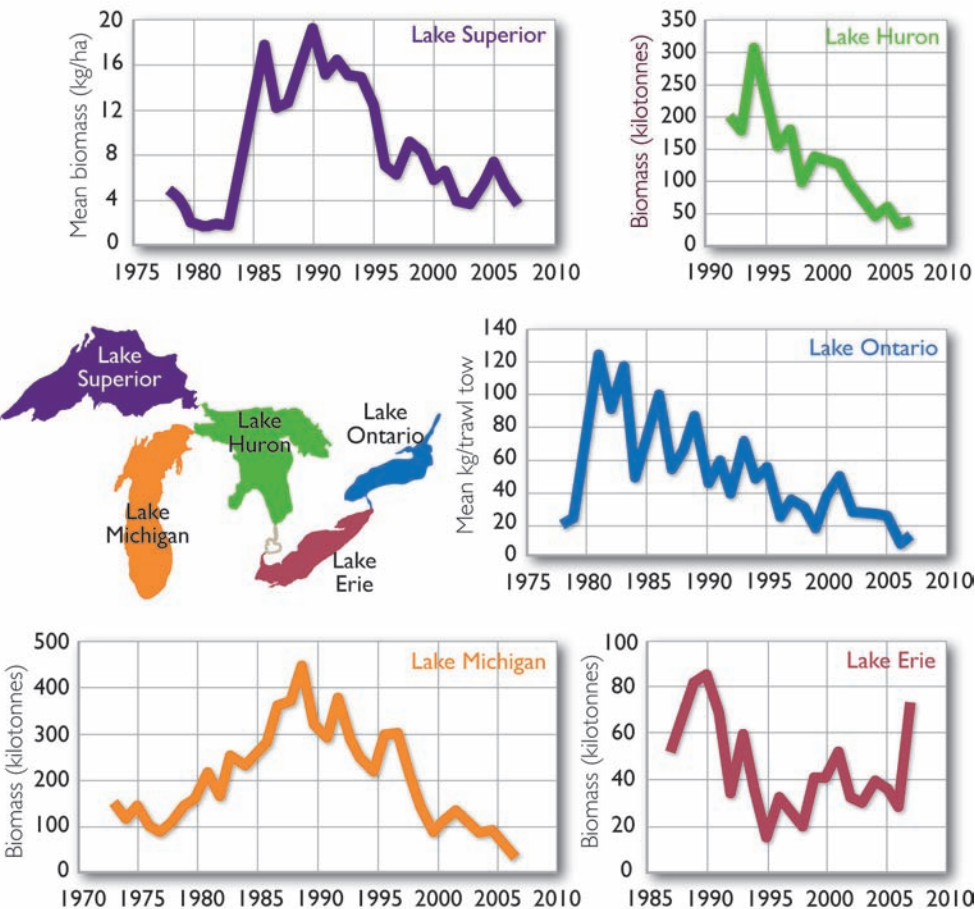 Lake Superior
Mean biomass (kg/ha)
20
16
12
8
4
0
1975 1980 1985 1990 1995 2000 2005 2010
Lake Huron
Biomass (kilotonnes)
350
300
250
200
150
100
50
0
1990 1995 2000 2005 2010
Lake
Superior
Lake
Huron
Lake
Ontario
Lake
Michigan
Lake
Erie
Lake Ontario
Mean kg/trawl tow
140
120
100
80
60
40
20
0
1975 1980 1985 1990 1995 2000 2005 2010
Lake Michigan
Biomass (kilotonnes)
500
400
300
200
100
0
1970 1975 1980 1985 1990 1995 2000 2005 2010
Lake Erie
Biomass (kilotonnes)
100
80
60
40
20
0
1985 1990 1995 2000 2005 2010